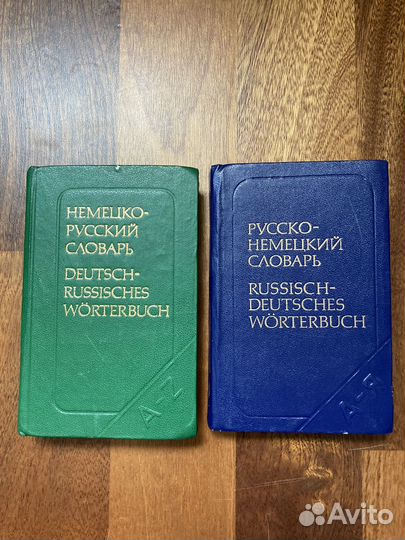 НЕМЕЦКО-
РУССКИЙ
СЛОВАРЬ
DEUTSCH-
RUSSISCHES
WÖRTERBUCH
A-Z
РУССКО-
НЕМЕЦКИЙ
СЛОВАРЬ
RUSSISCH-
DEUTSCHES
WÖRTERBUCH
А-Я
Avito